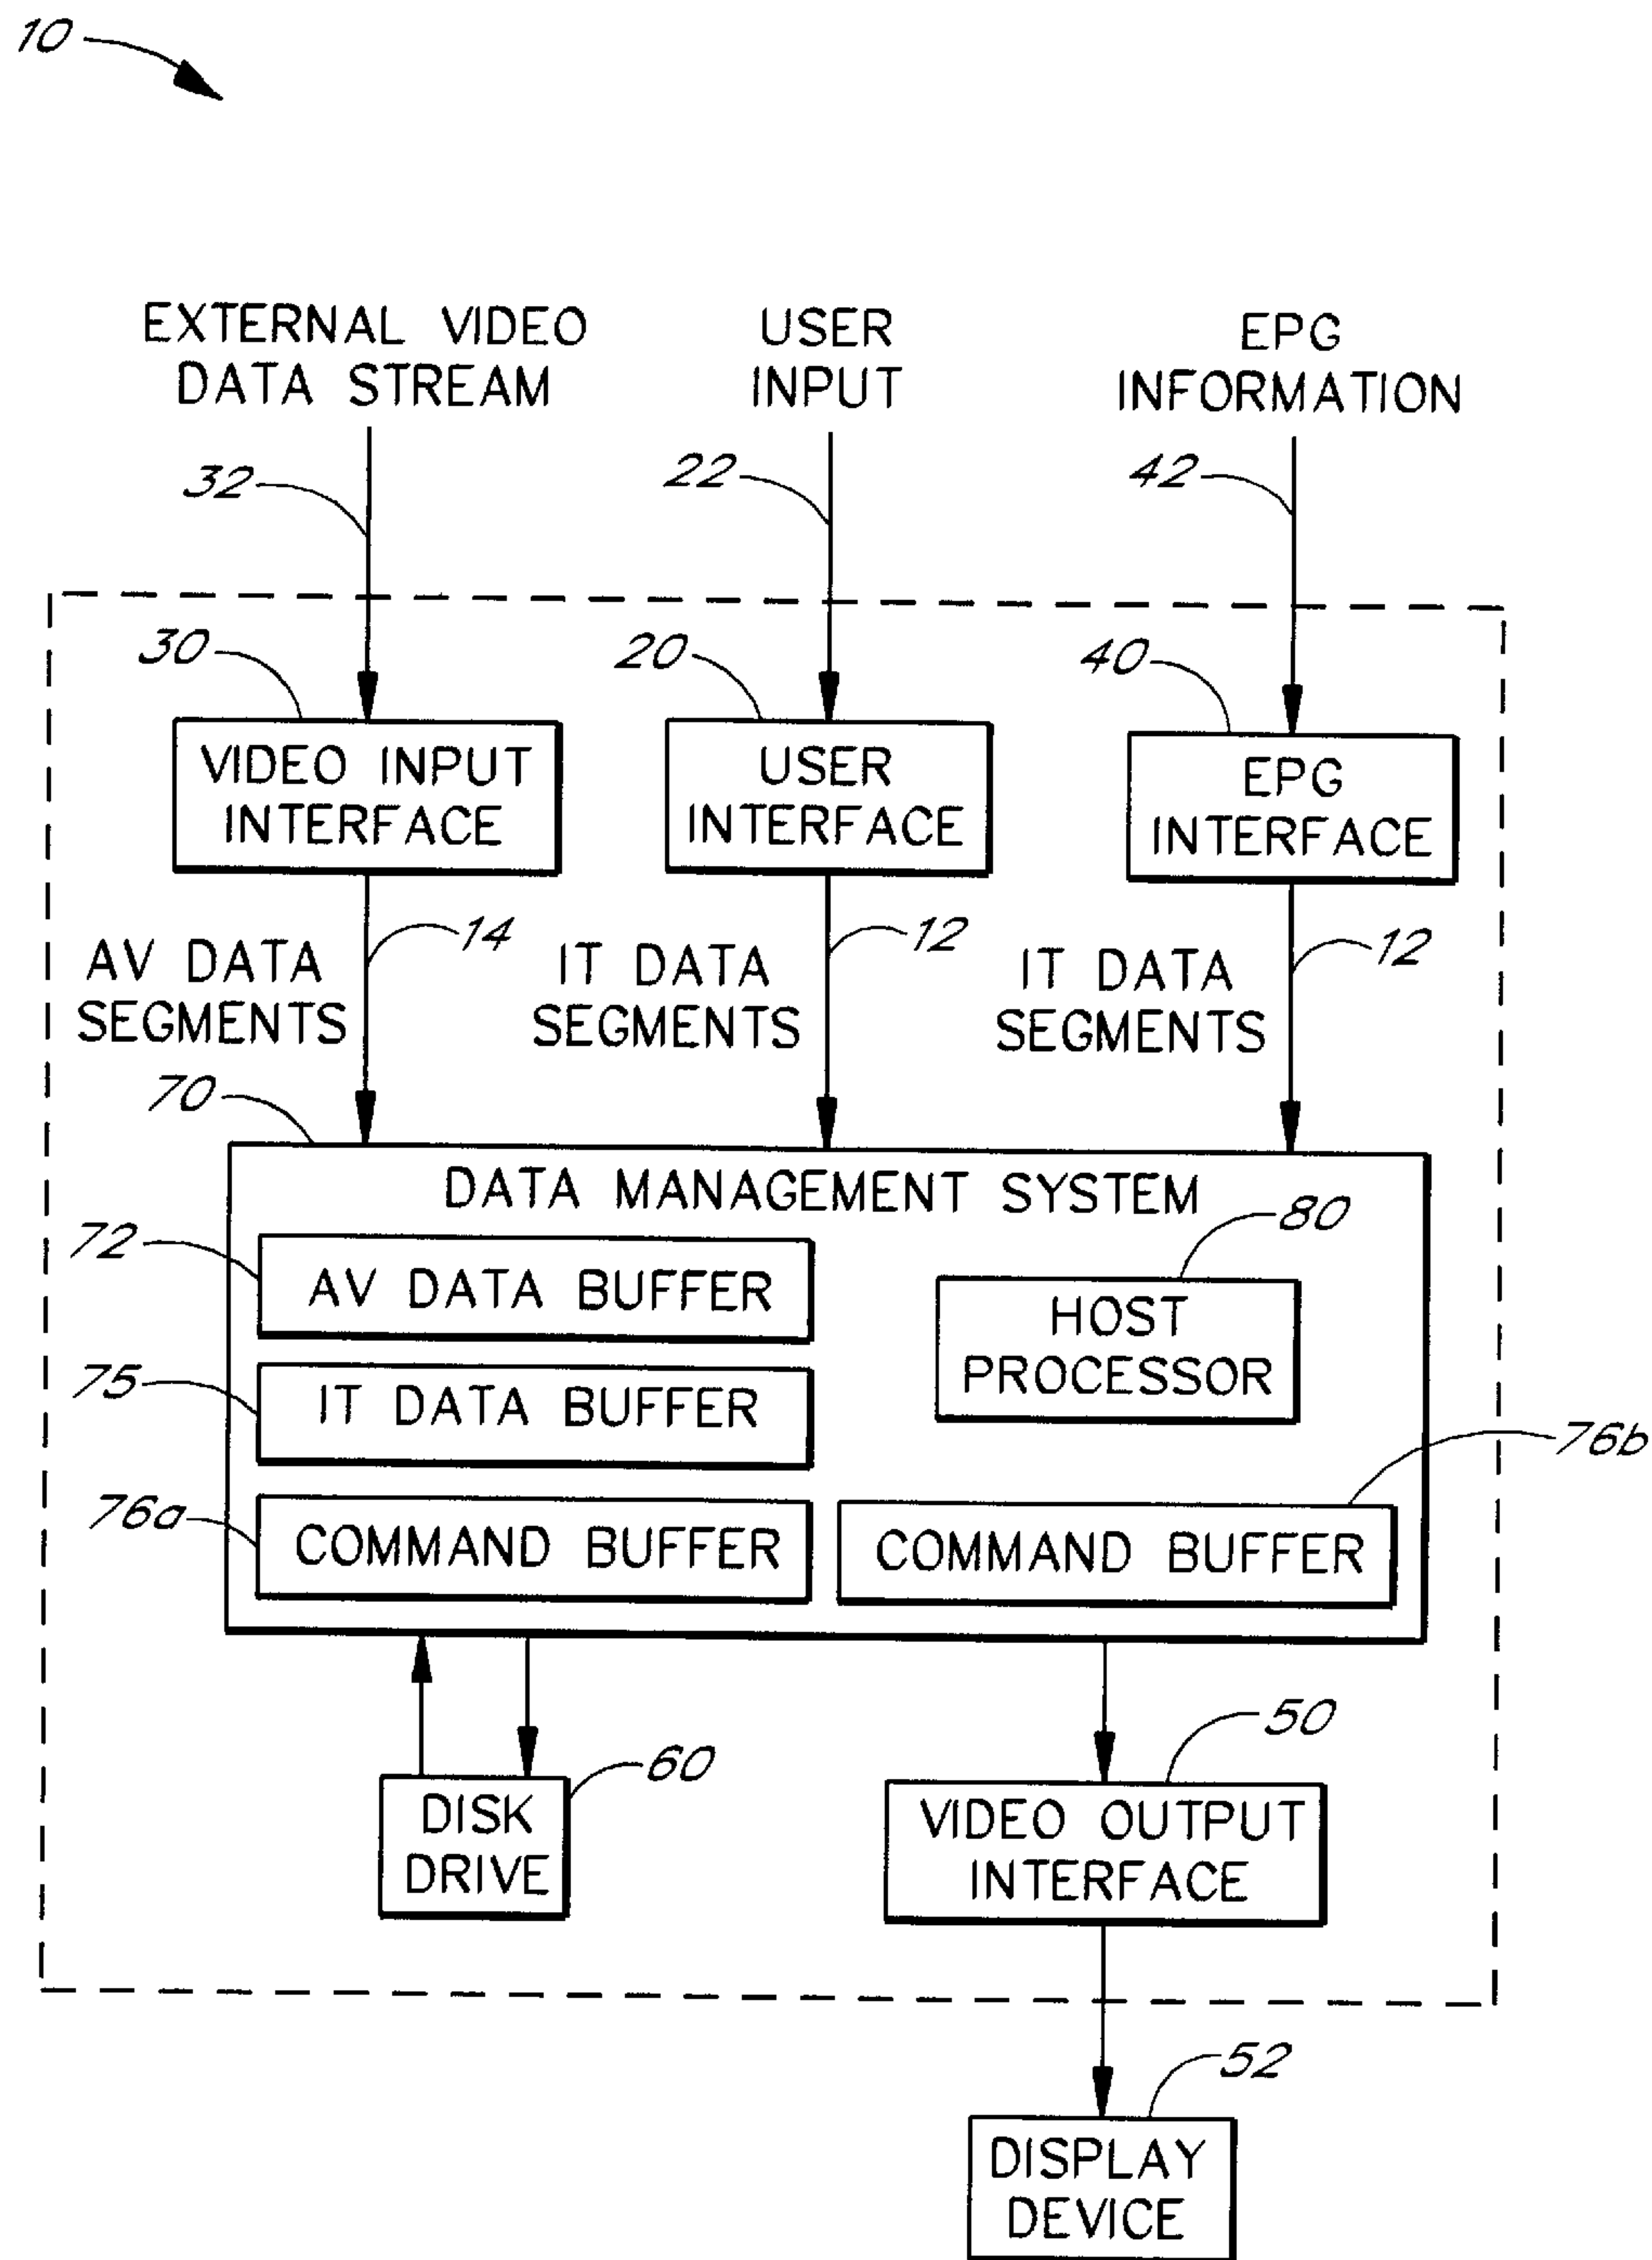 10
EXTERNAL VIDEO
DATA STREAM
USER
INPUT
EPG
INFORMATION
32
22
42
30
20
40
VIDEO INPUT
INTERFACE
USER
INTERFACE
EPG
INTERFACE
14
12
12
AV DATA
SEGMENTS
IT DATA
SEGMENTS
IT DATA
SEGMENTS
70
DATA MANAGEMENT SYSTEM
72
AV DATA BUFFER
80
HOST
PROCESSOR
75
IT DATA BUFFER
76b
76a
COMMAND BUFFER
COMMAND BUFFER
60
50
DISK
DRIVE
VIDEO OUTPUT
INTERFACE
52
DISPLAY
DEVICE